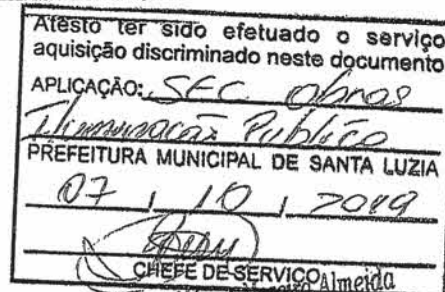 Atesto ter sido efetuado o serviço
aquisição discriminado neste documento
APLICAÇÃO: SEC Obras
Iluminação Publica
PREFEITURA MUNICIPAL DE SANTA LUZIA
07 / 10 / 2019
CHEFE DE SERVIÇO Almeida